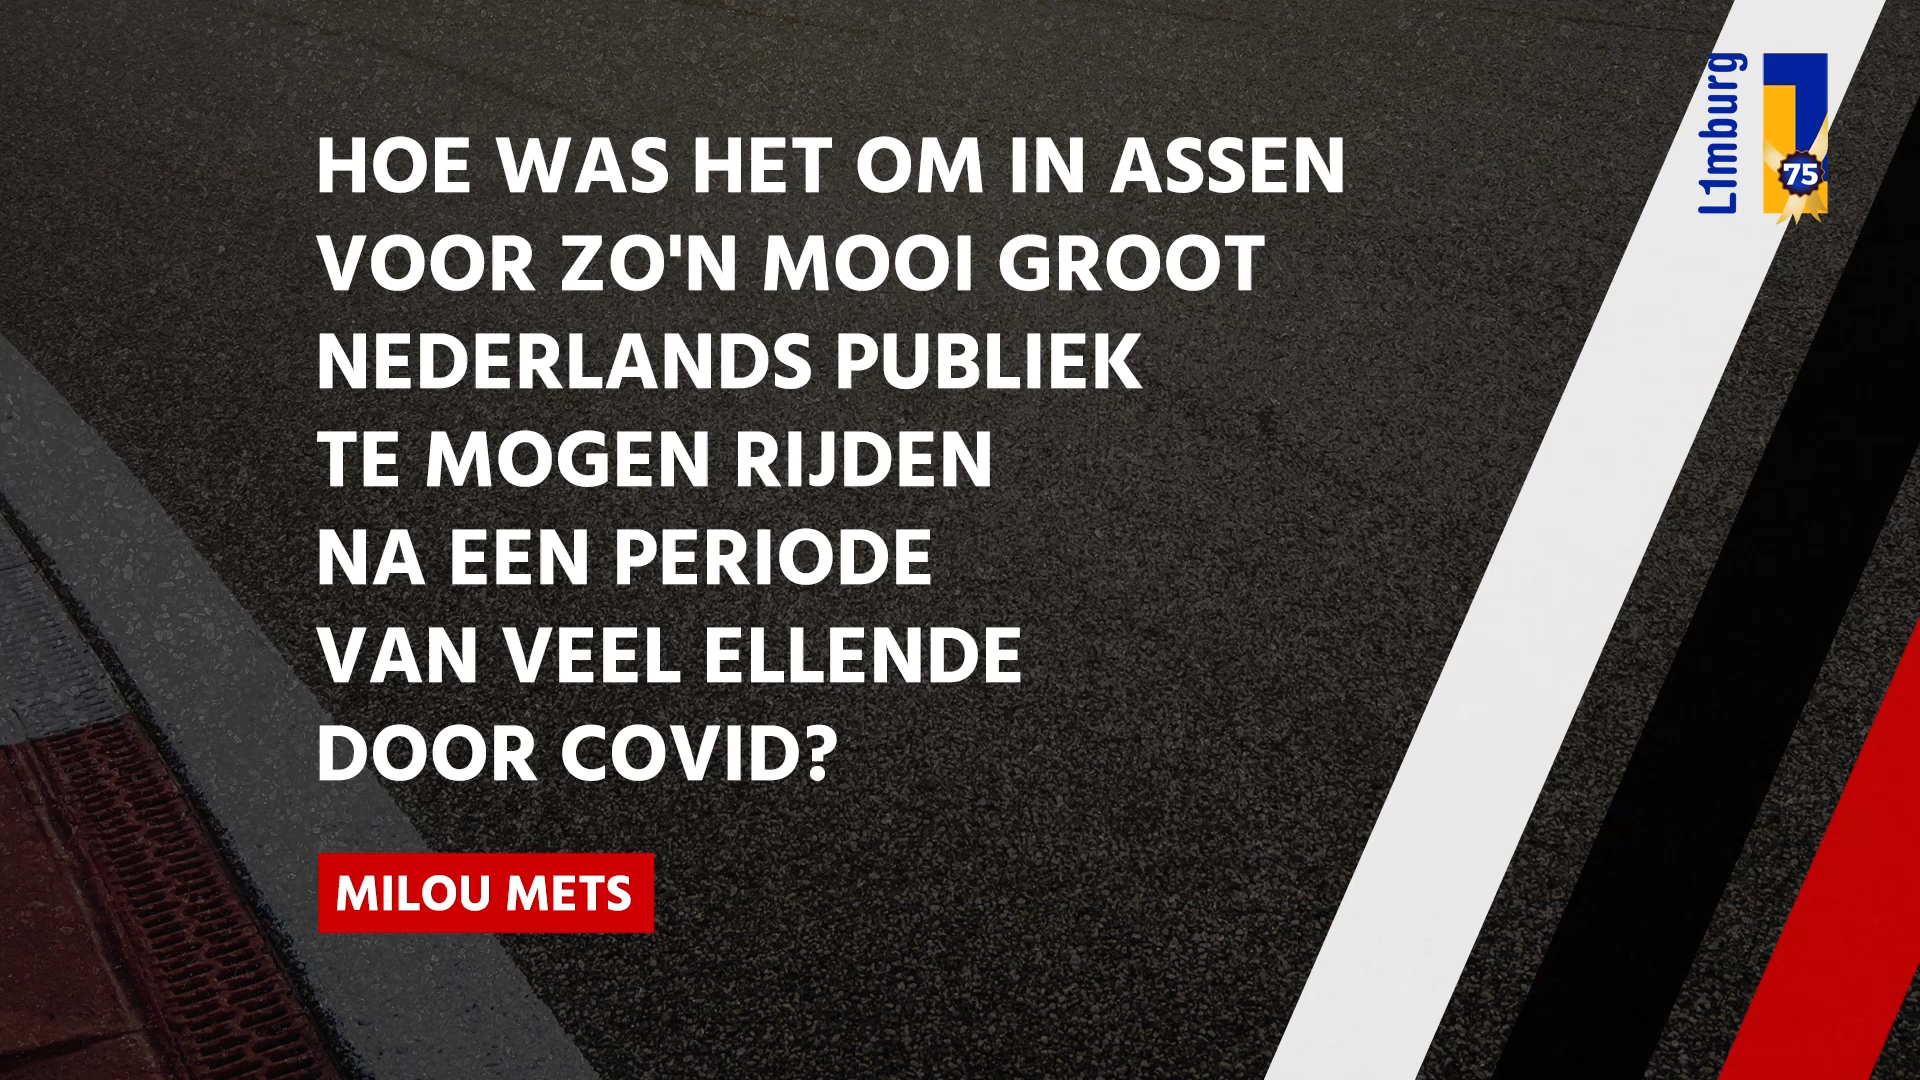 HOE WAS HET OM IN ASSEN
VOOR ZO'N MOOI GROOT
NEDERLANDS PUBLIEK
TE MOGEN RIJDEN
NA EEN PERIODE
VAN VEEL ELLENDE
DOOR COVID?
MILOU METS
L1mburg
75